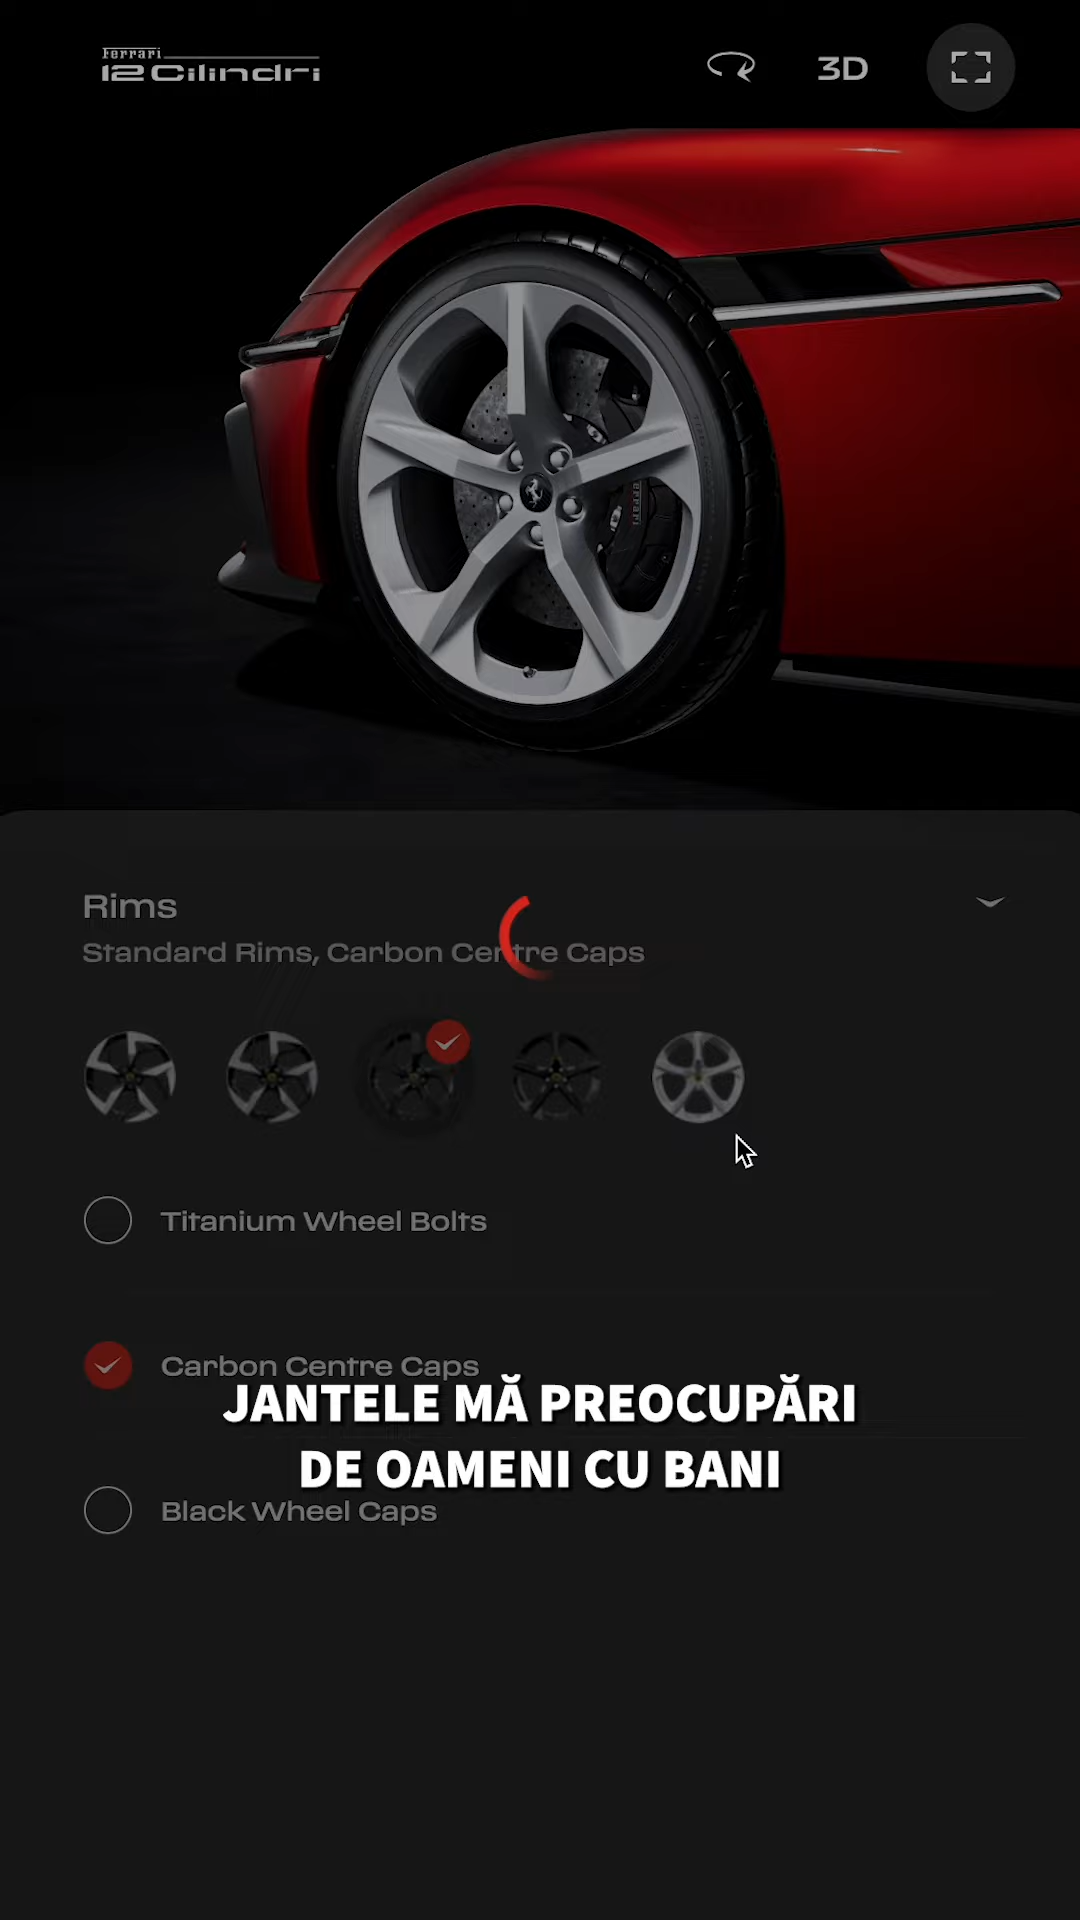 Ferrari
12Cilindri
3D
Ferrari
Rims
Standard Rims, Carbon Centre Caps
Titanium Wheel Bolts
Carbon Centre Caps
JANTELE MĂ PREOCUPĂRI
DE OAMENI CU BANI
Black Wheel Caps